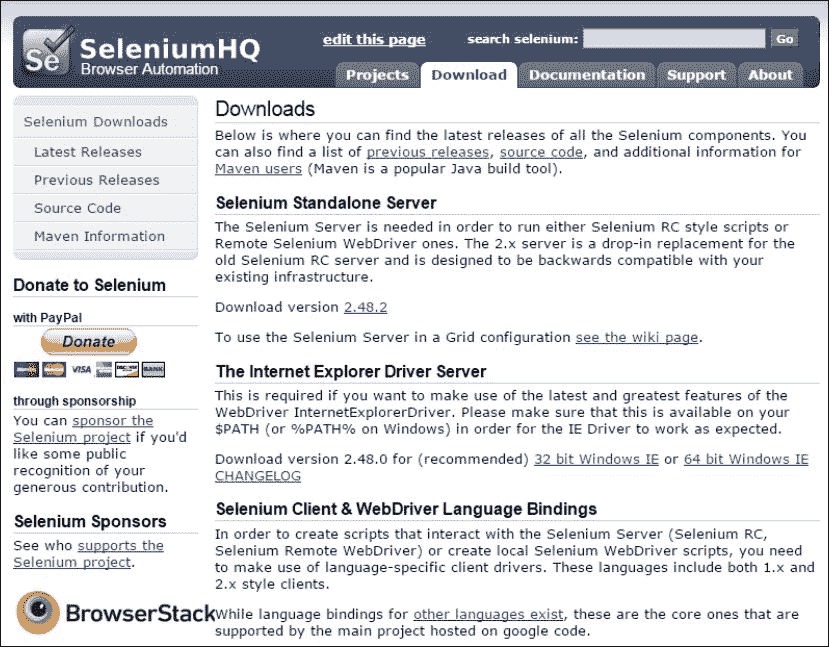 Se
SeleniumHQ
Browser Automation
edit this page
search selenium:
Go
Projects
Download
Documentation
Support
About
Selenium Downloads
Latest Releases
Previous Releases
Source Code
Maven Information
Donate to Selenium
with PayPal
Donate
VISA
through sponsorship
You can sponsor the
Selenium project if you'd
like some public
recognition of your
generous contribution.
Selenium Sponsors
See who supports the
Selenium project.
BrowserStack
Downloads
Below is where you can find the latest releases of all the Selenium components. You
can also find a list of previous releases, source code, and additional information for
Maven users (Maven is a popular Java build tool).
Selenium Standalone Server
The Selenium Server is needed in order to run either Selenium RC style scripts or
Remote Selenium WebDriver ones. The 2.x server is a drop-in replacement for the
old Selenium RC server and is designed to be backwards compatible with your
existing infrastructure.
Download version 2.48.2
To use the Selenium Server in a Grid configuration see the wiki page.
The Internet Explorer Driver Server
This is required if you want to make use of the latest and greatest features of the
WebDriver InternetExplorerDriver. Please make sure that this is available on your
$PATH (or %PATH% on Windows) in order for the IE Driver to work as expected.
Download version 2.48.0 for (recommended) 32 bit Windows IE or 64 bit Windows IE
CHANGELOG
Selenium Client & WebDriver Language Bindings
In order to create scripts that interact with the Selenium Server (Selenium RC,
Selenium Remote WebDriver) or create local Selenium WebDriver scripts, you need
to make use of language-specific client drivers. These languages include both 1.x and
2.x style clients.
While language bindings for other languages exist, these are the core ones that are
supported by the main project hosted on google code.